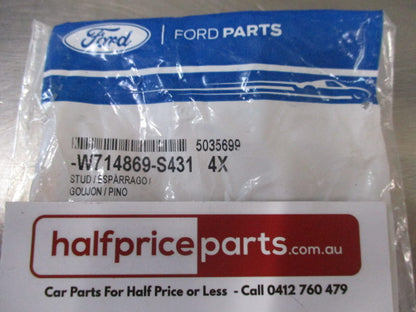 Ford
FORD PARTS
5035699
-W714869-S431 4X
STUD / ESPARRAGO /
GOUJON / PINO
halfpriceparts.com.au
Car Parts For Half Price or Less - Call 0412 760 479